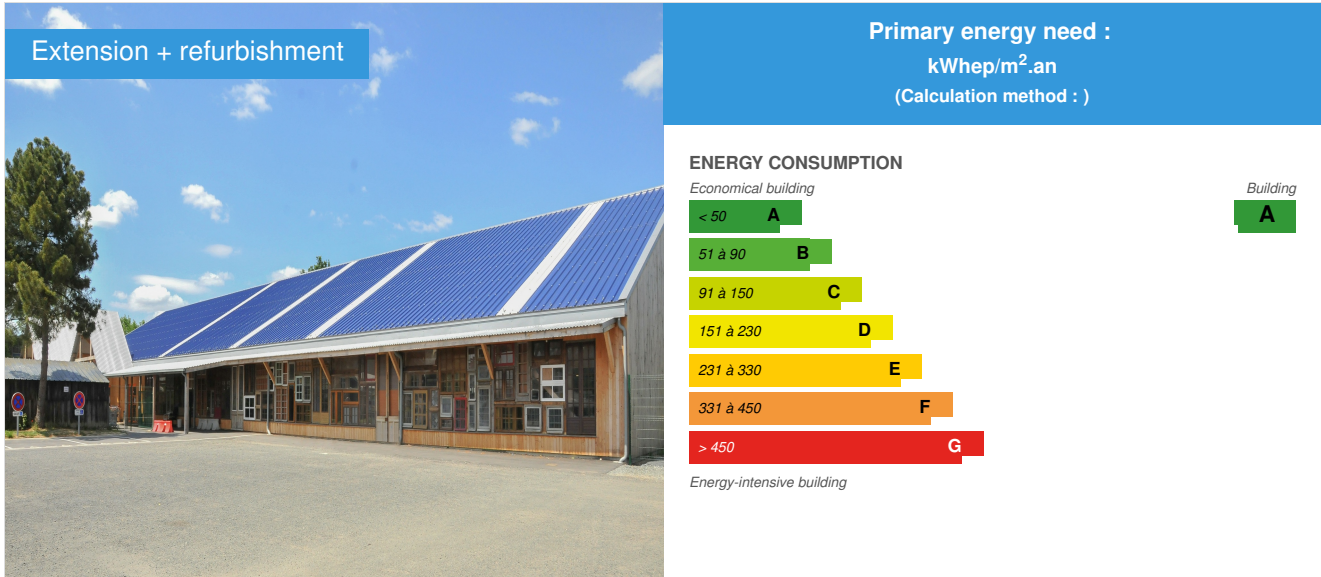 Extension + refurbishment
Primary energy need :
kWhep/m².an
(Calculation method : )
ENERGY CONSUMPTION
Economical building
Building
< 50 A
A
51 à 90 B
91 à 150 C
151 à 230 D
231 à 330 E
331 à 450 F
> 450 G
Energy-intensive building